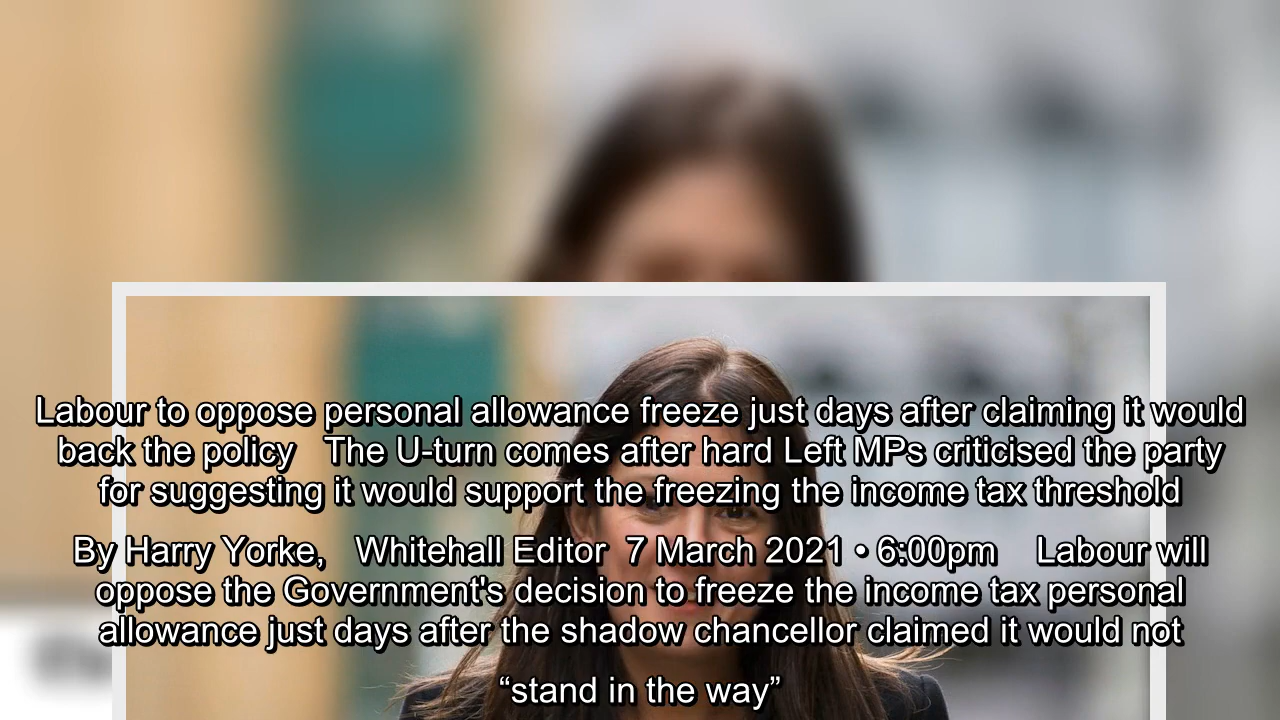 Labour to oppose personal allowance freeze just days after claiming it would
back the policy   The U-turn comes after hard Left MPs criticised the party
for suggesting it would support the freezing the income tax threshold
By Harry Yorke,   Whitehall Editor  7 March 2021 • 6:00pm    Labour will
oppose the Government's decision to freeze the income tax personal
allowance just days after the shadow chancellor claimed it would not
“stand in the way”